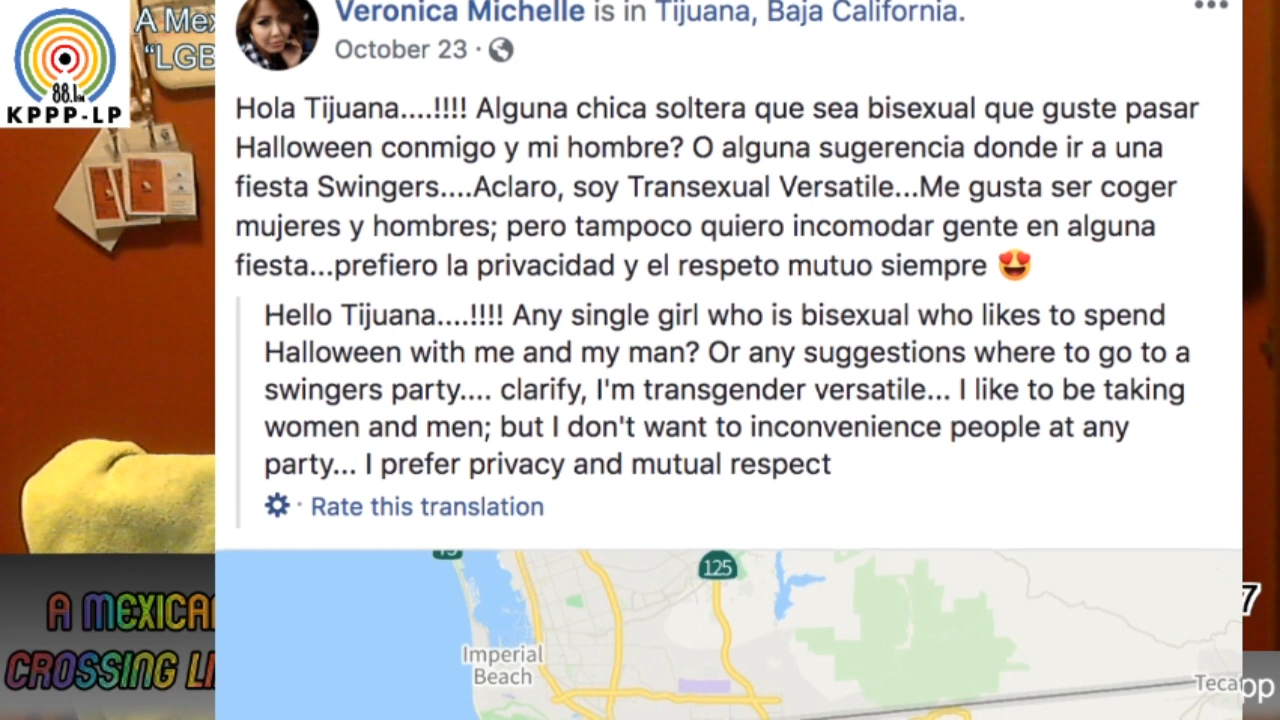 A Mex
"LGB
88.1
KPPP-LP
Veronica Michelle is in Tijuana, Baja California.
October 23 ·
Hola Tijuana....!!!! Alguna chica soltera que sea bisexual que guste pasar
Halloween conmigo y mi hombre? O alguna sugerencia donde ir a una
fiesta Swingers....Aclaro, soy Transexual Versatile...Me gusta ser coger
mujeres y hombres; pero tampoco quiero incomodar gente en alguna
fiesta...prefiero la privacidad y el respeto mutuo siempre 😍
Hello Tijuana....!!!! Any single girl who is bisexual who likes to spend
Halloween with me and my man? Or any suggestions where to go to a
swingers party.... clarify, I'm transgender versatile... I like to be taking
women and men; but I don't want to inconvenience people at any
party... I prefer privacy and mutual respect
· Rate this translation
125
Imperial
Beach
Tecat
A MEXICAN
CROSSING LI
7
pp